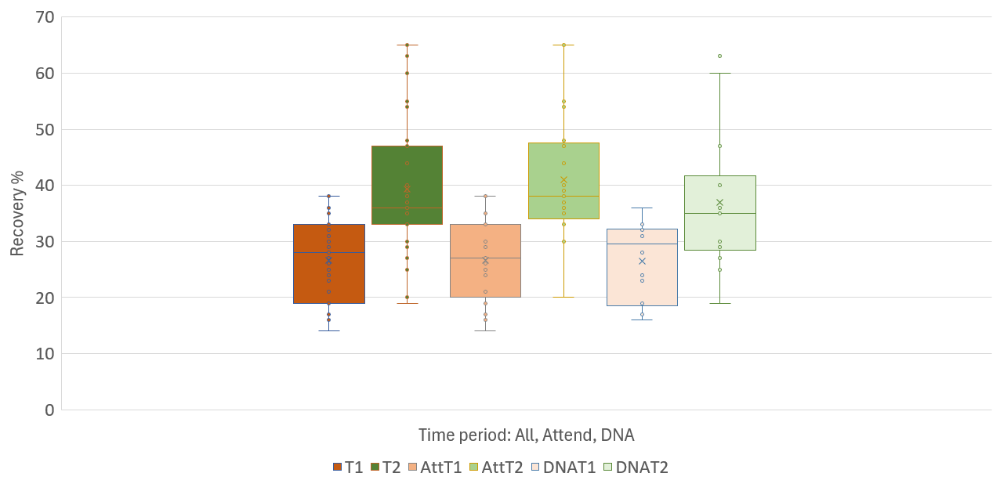 70
60
50
40
30
20
10
0
Recovery %
Time period: All, Attend, DNA
T1 T2 AttT1 AttT2 DNAT1 DNAT2